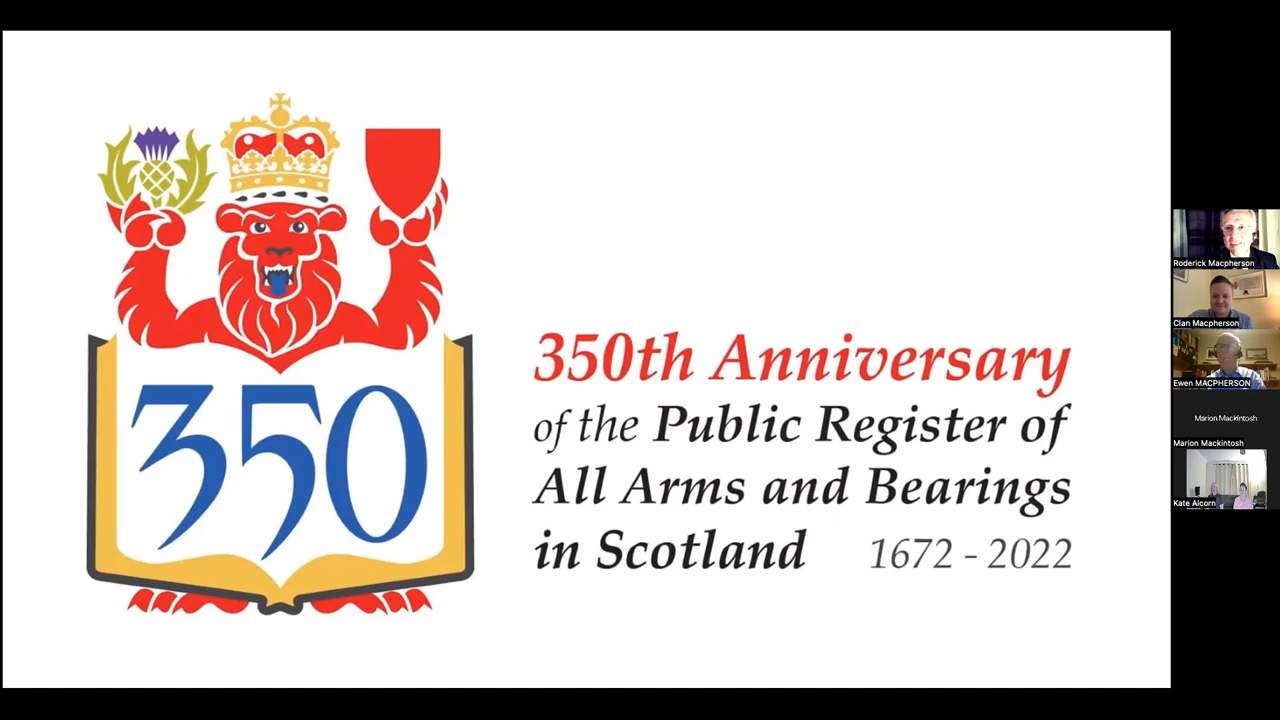 350
350th Anniversary
of the Public Register of
All Arms and Bearings
in Scotland 1672 - 2022
Roderick Macpherson
Clan Macpherson
Ewen MACPHERSON
Marion Mackintosh
Marion Mackintosh
Kate Alcorn